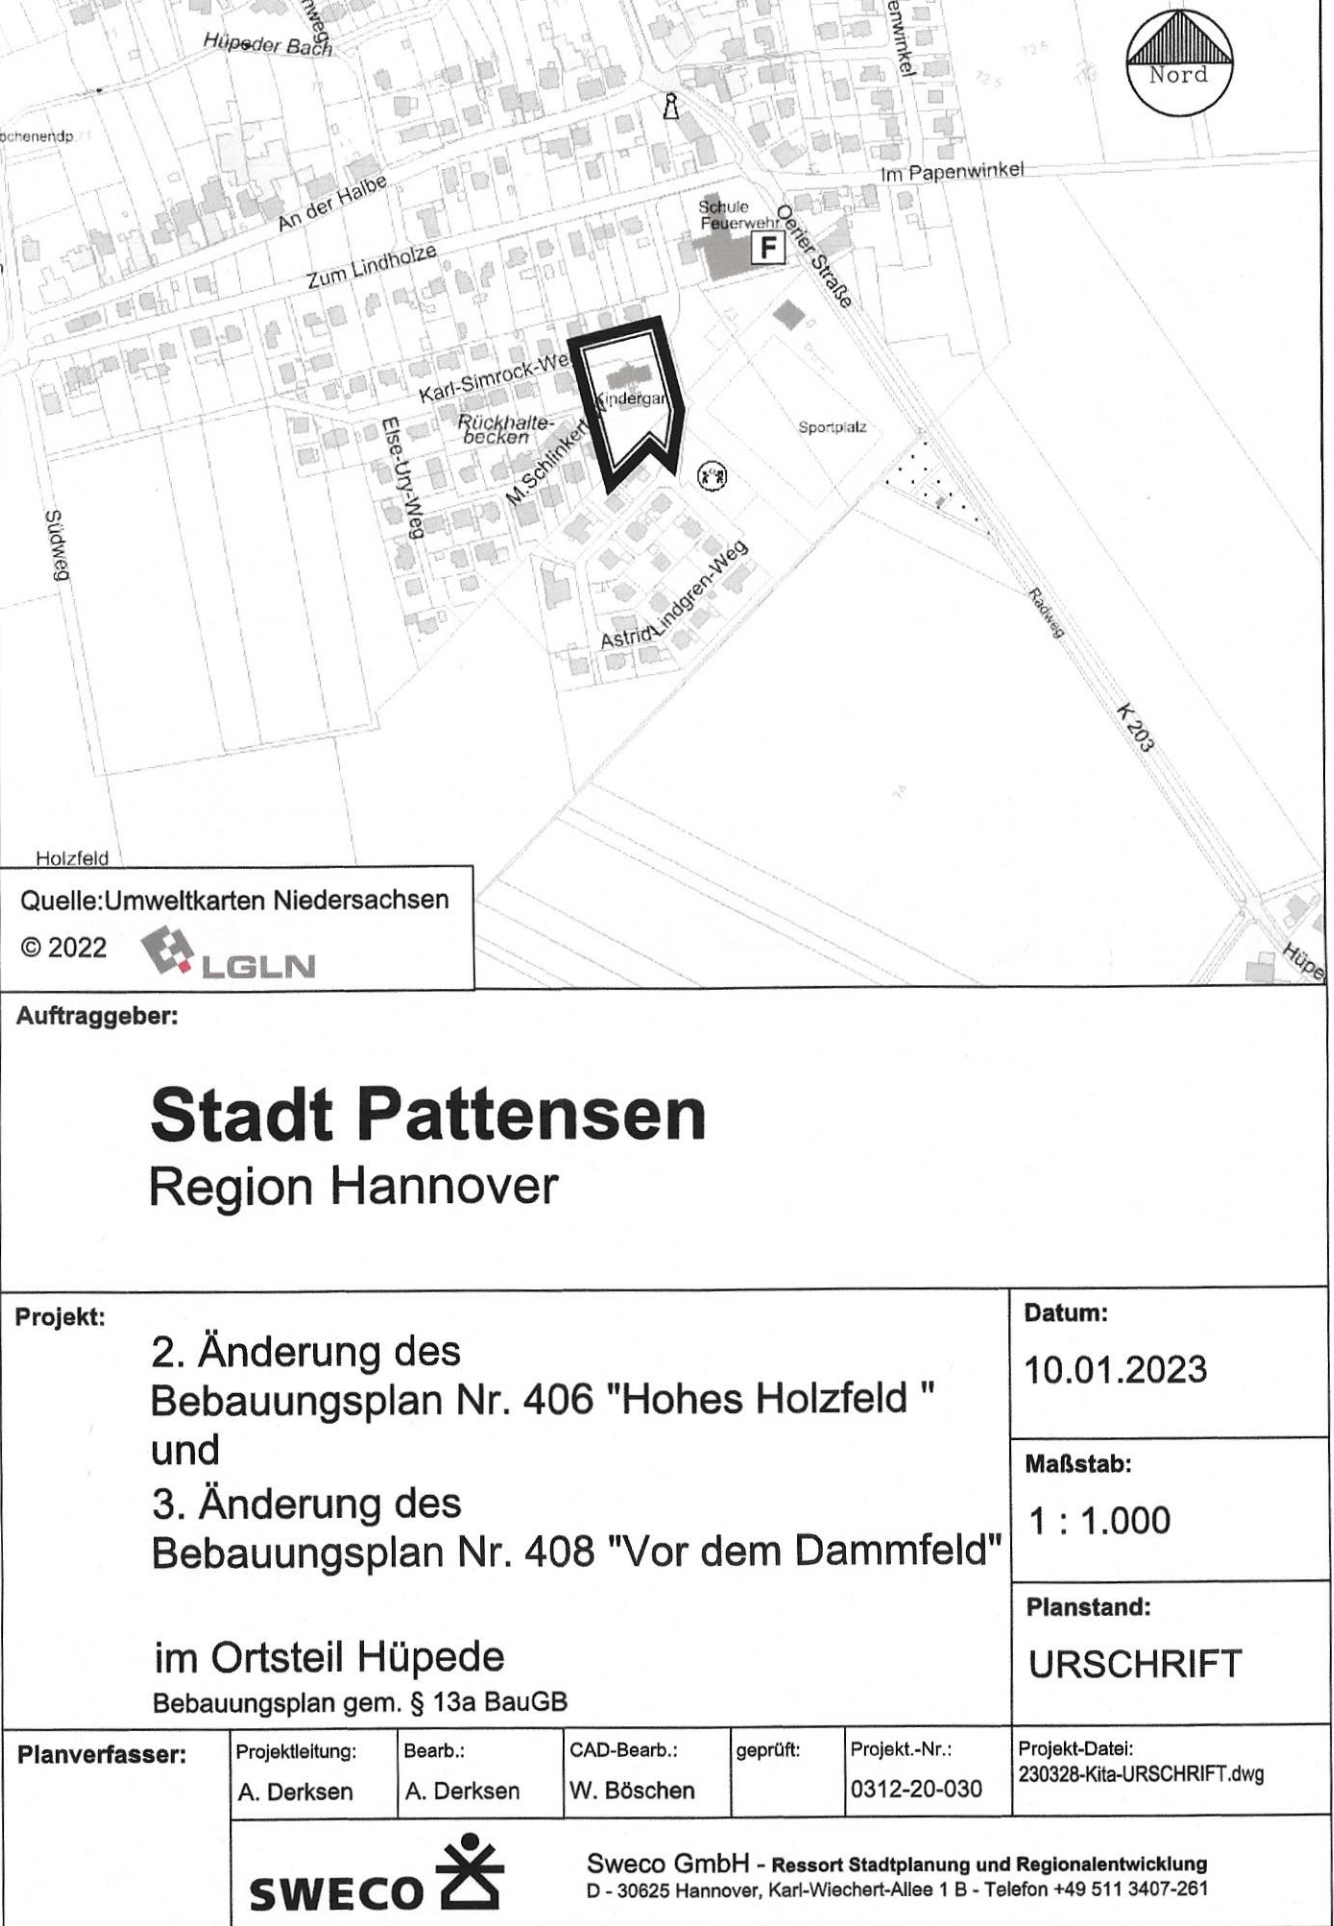 Hüpeder Bach
Nord
Im Papenwinkel
An der Halbe
Schule
Feuerwehr
F
Oerier Straße
Zum Lindholze
Karl-Simrock-We
Kindergar
Rückhalte-
becken
Sportplatz
M.Schlinkert
Else-Ury-Weg
Südweg
Astrid-Lindgren-Weg
Radweg
K 203
74
Holzfeld
Hüpe
Quelle:Umweltkarten Niedersachsen
© 2022 LGLN
Auftraggeber:
Stadt Pattensen
Region Hannover
Projekt:
2. Änderung des
Bebauungsplan Nr. 406 "Hohes Holzfeld "
und
3. Änderung des
Bebauungsplan Nr. 408 "Vor dem Dammfeld"
im Ortsteil Hüpede
Bebauungsplan gem. § 13a BauGB
Datum:
10.01.2023
Maßstab:
1 : 1.000
Planstand:
URSCHRIFT
Planverfasser:
Projektleitung:
A. Derksen
Bearb.:
A. Derksen
CAD-Bearb.:
W. Böschen
geprüft:
Projekt.-Nr.:
0312-20-030
Projekt-Datei:
230328-Kita-URSCHRIFT.dwg
SWECO
Sweco GmbH - Ressort Stadtplanung und Regionalentwicklung
D - 30625 Hannover, Karl-Wiechert-Allee 1 B - Telefon +49 511 3407-261